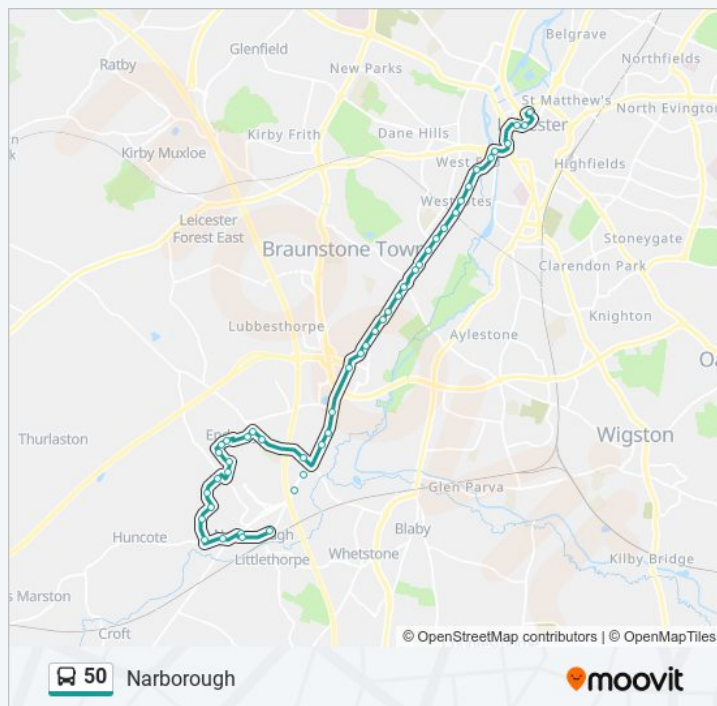 Belgrave
Glenfield
Northfields
Ratby
New Parks
St Matthew's
North Evington
Kirby Frith
Dane Hills
Kirby Muxloe
West End
Highfields
Leicester
Forest East
Stoneygate
Braunstone Town
Clarendon Park
Knighton
Lubbesthorpe
Aylestone
Thurlaston
Wigston
Glen Parva
Huncote
Blaby
Whetstone
Littlethorpe
Kilby Bridge
s Marston
Croft
© OpenStreetMap contributors | © OpenMapTiles
50 Narborough
moovit